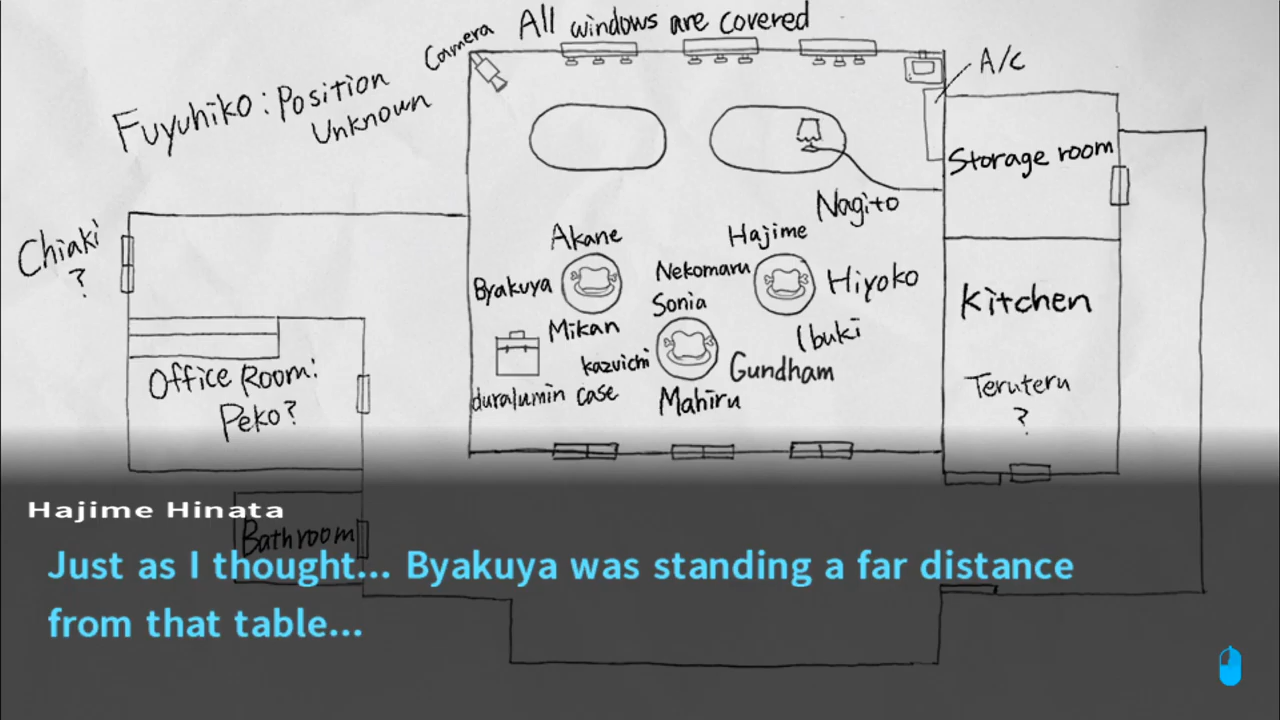 All windows are covered
Camera
A/C
Fuyuhiko: Position
Unknown
Storage room
Nagito
Chiaki
?
Akane
Hajime
Byakuya
Nekomaru
Hiyoko
Sonia
Kitchen
Mikan
Ibuki
kazuichi
Gundham
duralumin case
Mahiru
Teruteru
?
Office Room:
Peko?
Bathroom
Hajime Hinata
Just as I thought... Byakuya was standing a far distance
from that table...